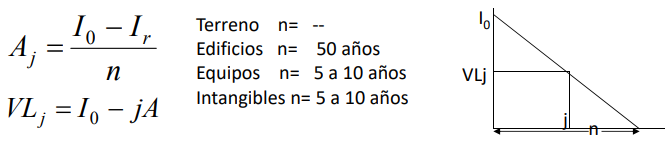 A_j = (I_0 − I_r) / n
VL_j = I_0 − jA
Terreno n= --
Edificios n= 50 años
Equipos n= 5 a 10 años
Intangibles n= 5 a 10 años
I_0
VLj
j
n